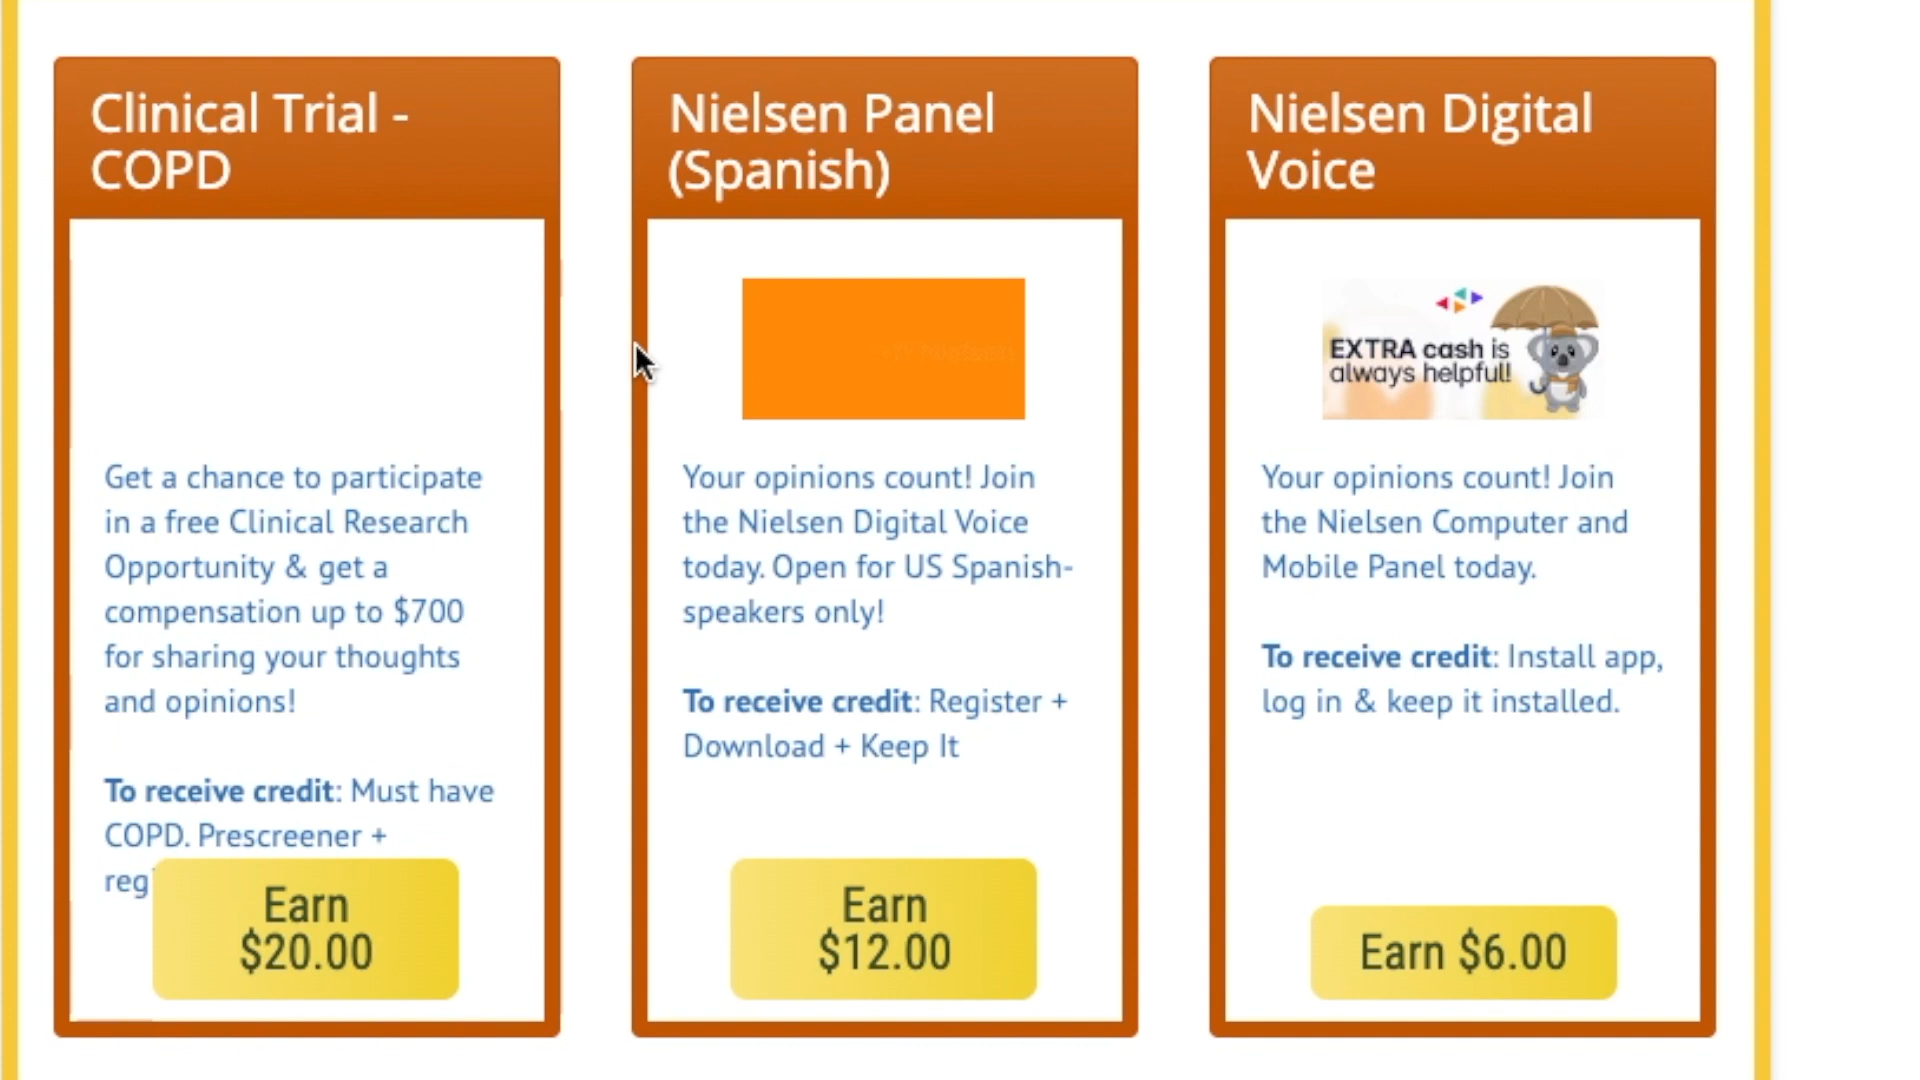 Clinical Trial -
COPD
Get a chance to participate
in a free Clinical Research
Opportunity & get a
compensation up to $700
for sharing your thoughts
and opinions!
To receive credit: Must have
COPD. Prescreener +
Earn
$20.00
Nielsen Panel
(Spanish)
Your opinions count! Join
the Nielsen Digital Voice
today. Open for US Spanish-
speakers only!
To receive credit: Register +
Download + Keep It
Earn
$12.00
Nielsen Digital
Voice
EXTRA cash is
always helpful!
Your opinions count! Join
the Nielsen Computer and
Mobile Panel today.
To receive credit: Install app,
log in & keep it installed.
Earn $6.00